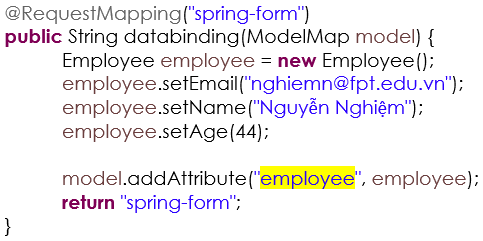 @RequestMapping("spring-form")
public String databinding(ModelMap model) {
Employee employee = new Employee();
employee.setEmail("nghiemn@fpt.edu.vn");
employee.setName("Nguyễn Nghiệm");
employee.setAge(44);
model.addAttribute("employee", employee);
return "spring-form";
}